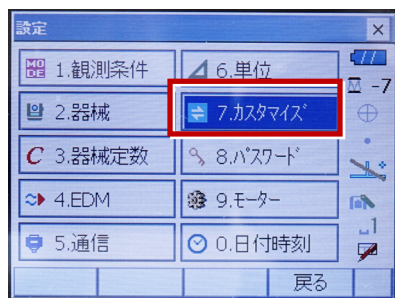 設定
MODE 1.観測条件
2.器械
C 3.器械定数
4.EDM
5.通信
6.単位
7.ｶｽﾀﾏｲｽﾞ
8.ﾊﾟｽﾜｰﾄﾞ
9.ﾓｰﾀｰ
0.日付時刻
-7
1
戻る